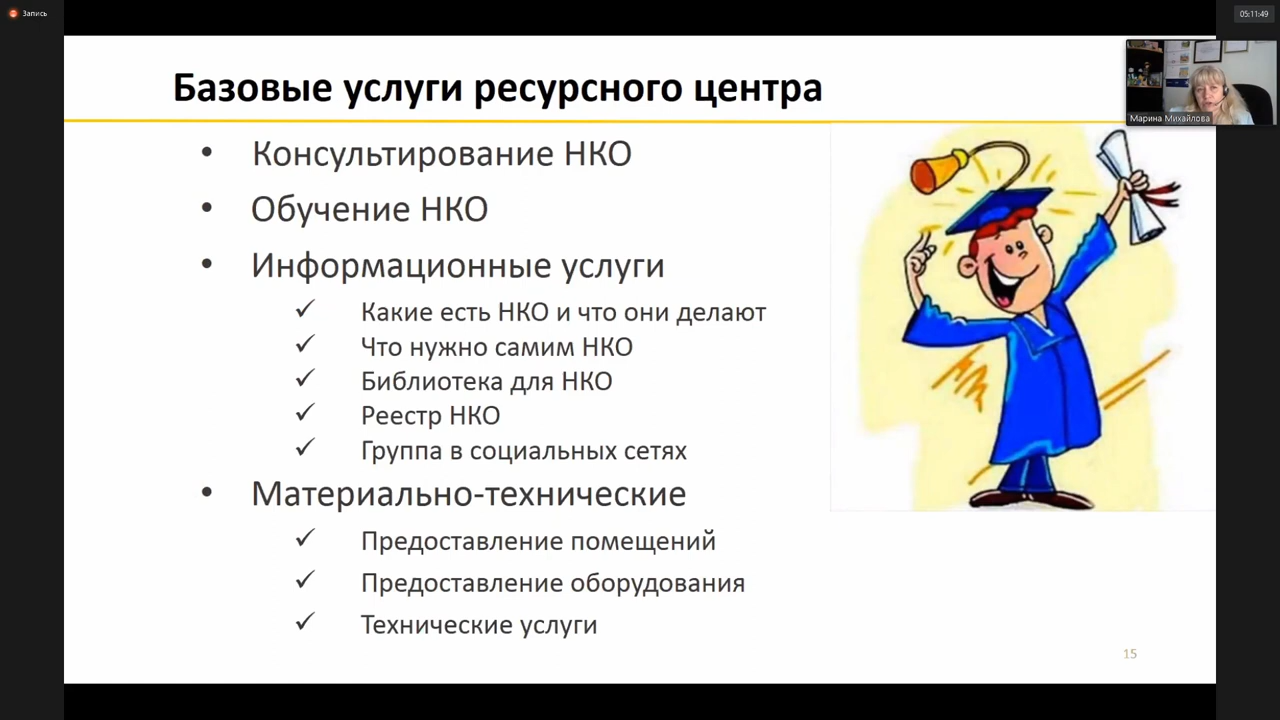 Запись
05:11:49
Марина Михайлова
Базовые услуги ресурсного центра
• Консультирование НКО
• Обучение НКО
• Информационные услуги
✓ Какие есть НКО и что они делают
✓ Что нужно самим НКО
✓ Библиотека для НКО
✓ Реестр НКО
✓ Группа в социальных сетях
• Материально-технические
✓ Предоставление помещений
✓ Предоставление оборудования
✓ Технические услуги
15